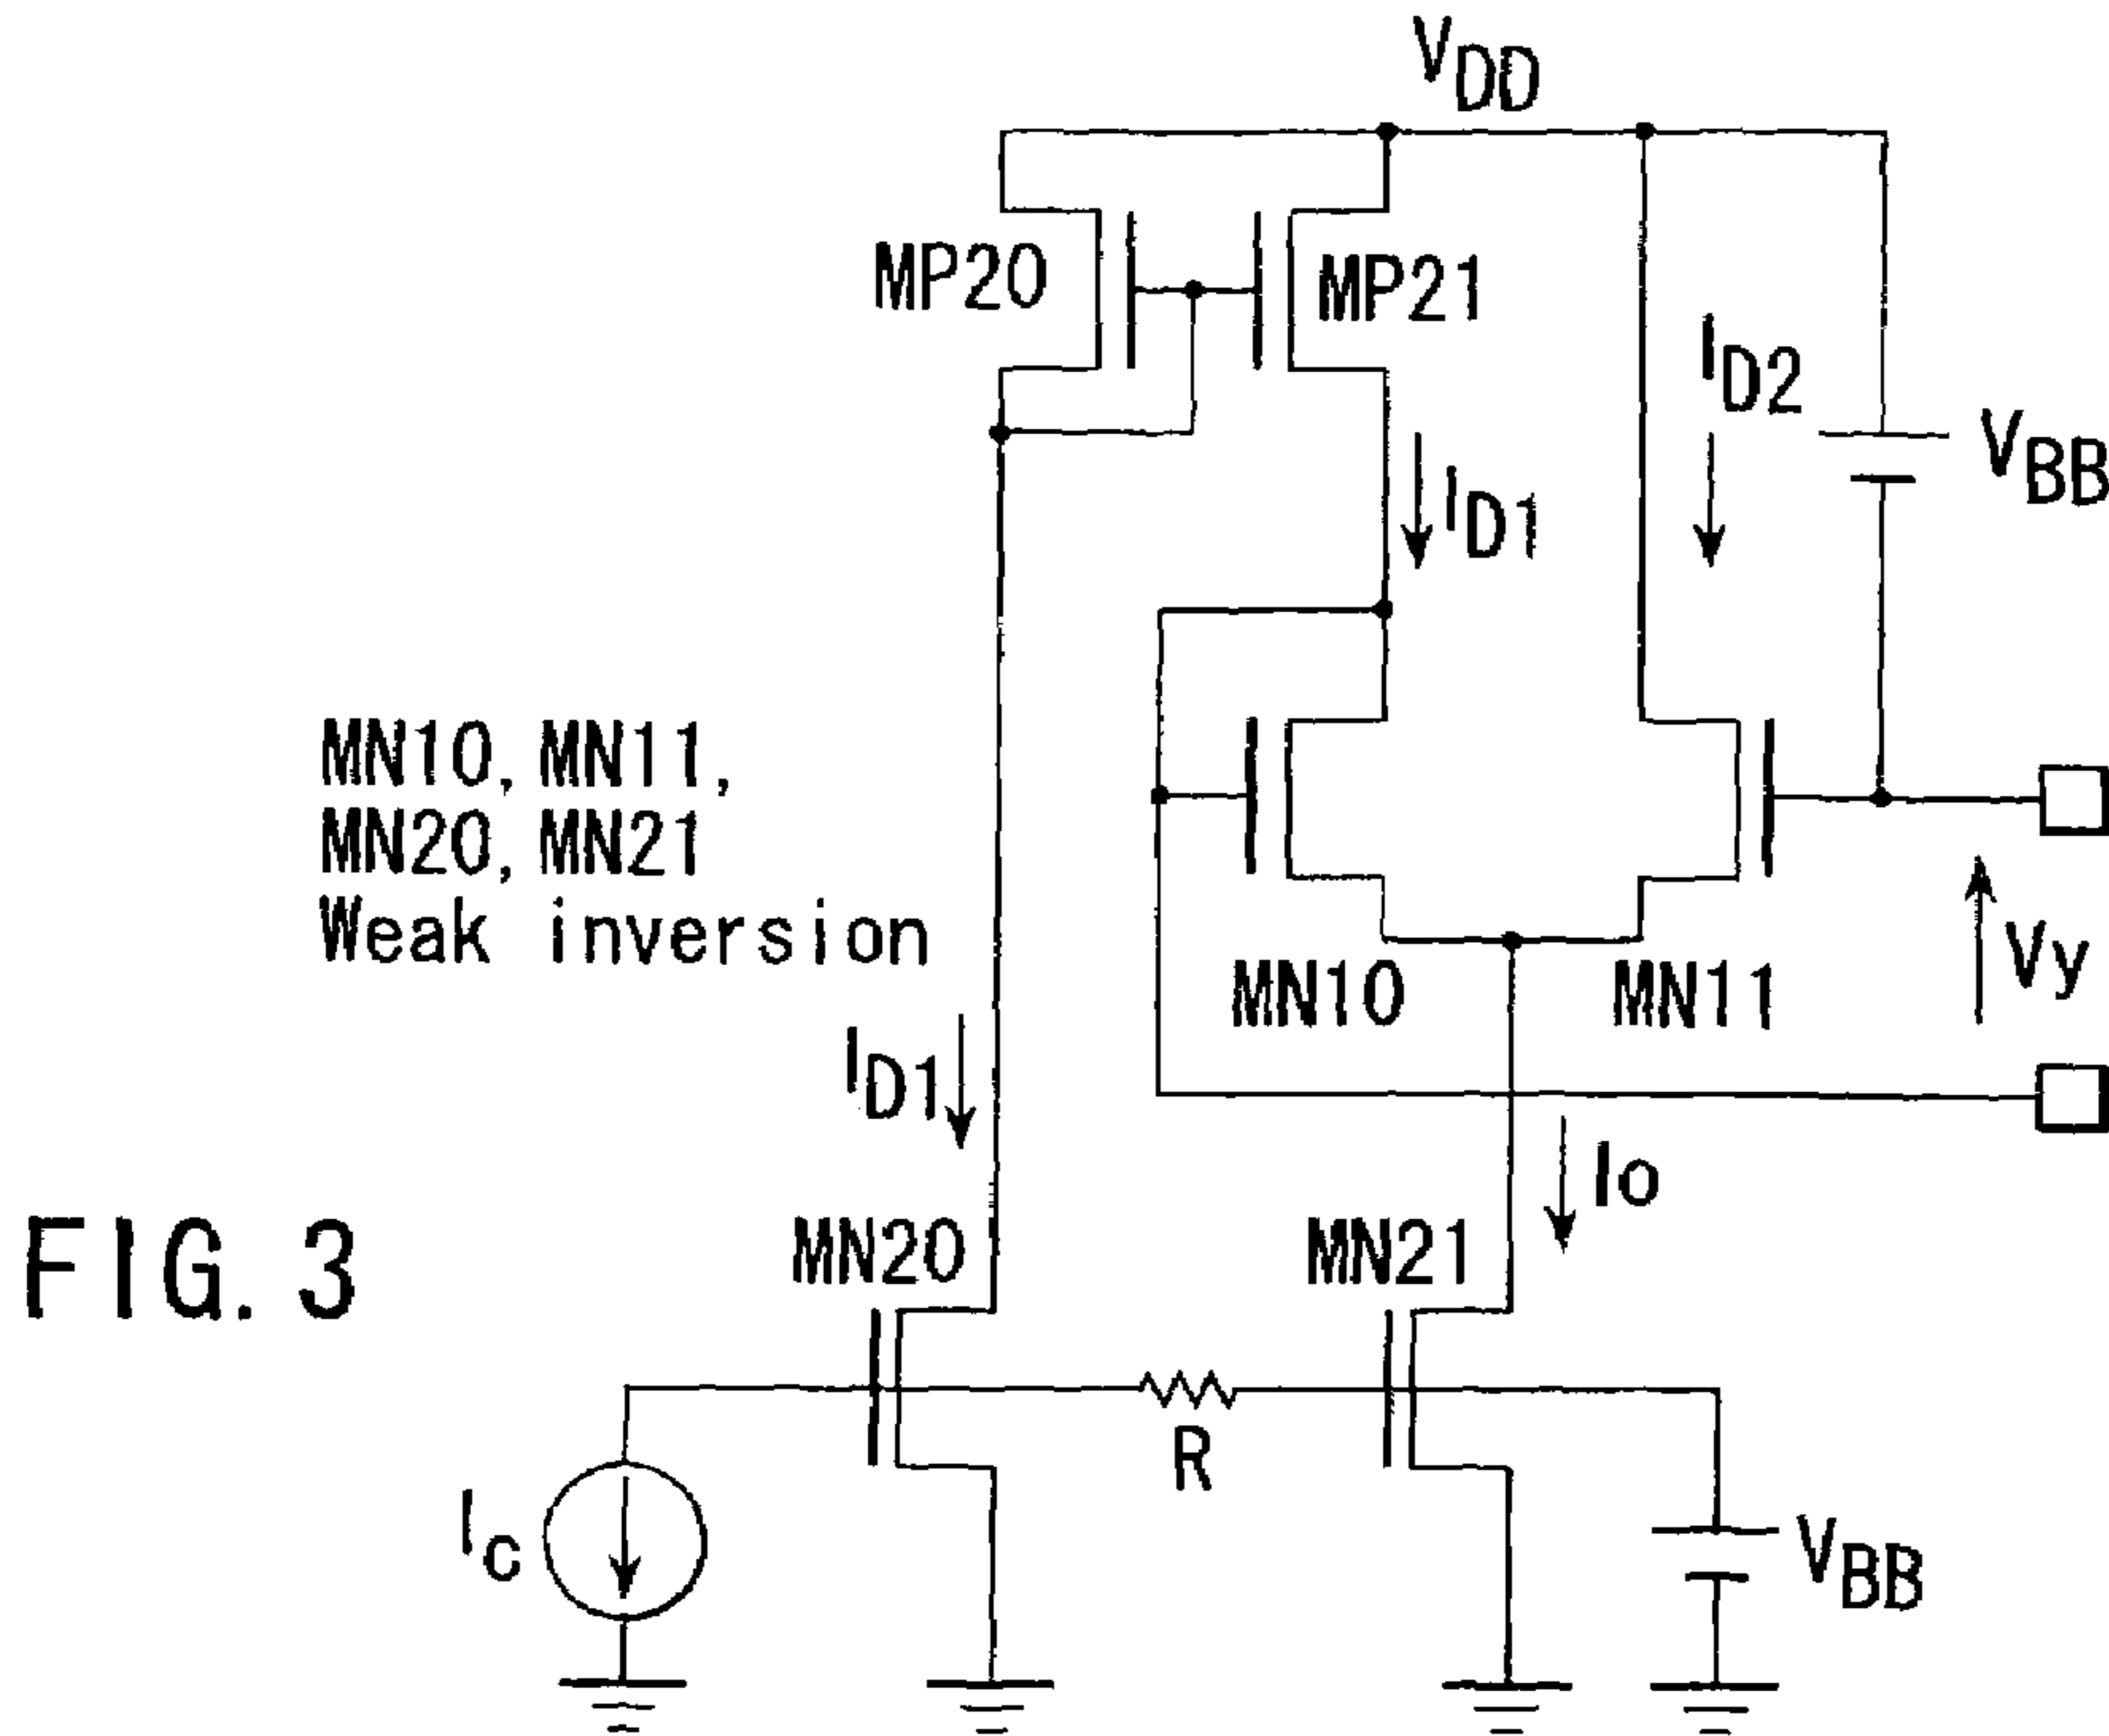 VDD
MP20
MP21
ID2
VBB
ID1
MN10, MN11,
MN20, MN21
Weak inversion
MN10
MN11
Vy
ID1
Io
MN20
MN21
FIG. 3
R
Ic
VBB